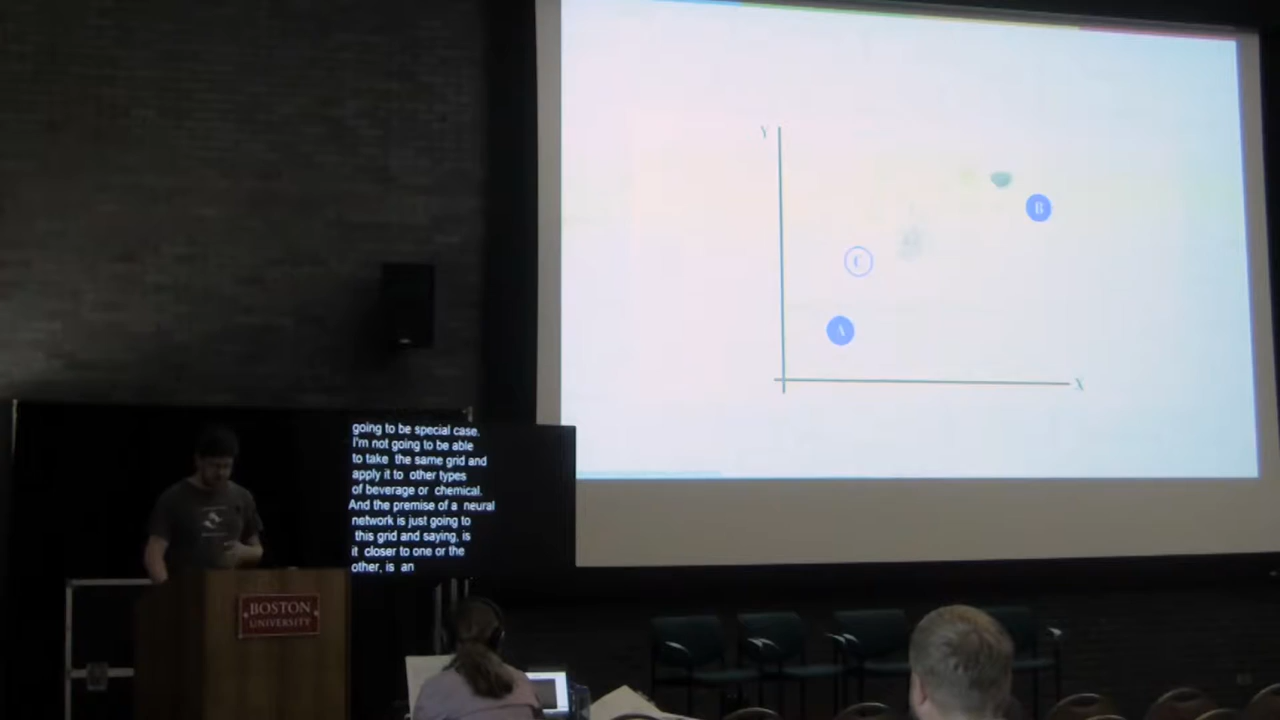 Y
B
C
A
X
going to be special case.
I'm not going to be able
to take the same grid and
apply it to other types
of beverage or chemical.
And the premise of a neural
network is just going to
this grid and saying, is
it closer to one or the
other, is an
BOSTON
UNIVERSITY